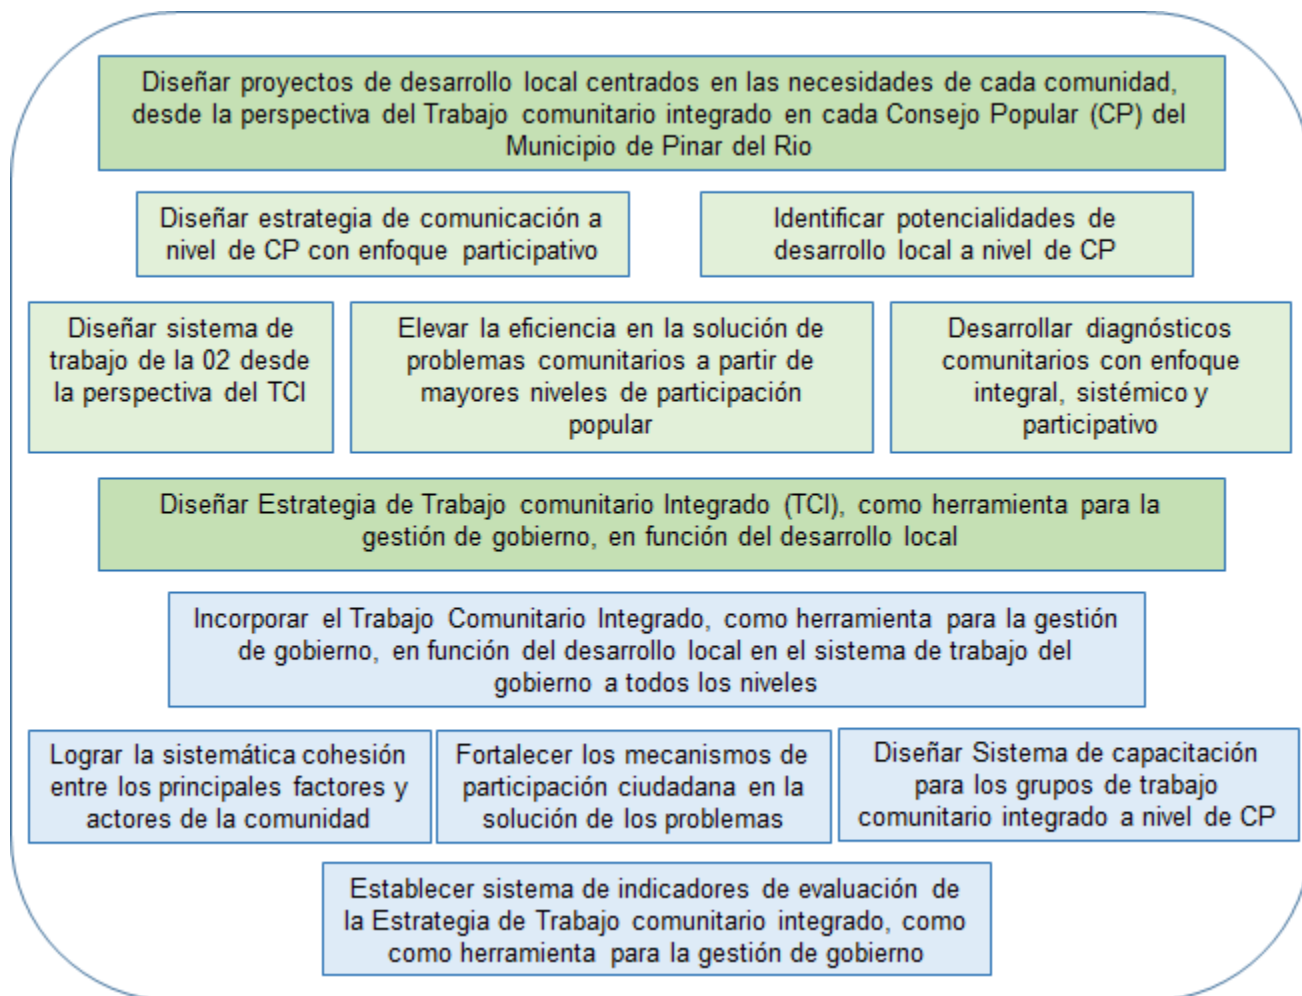 Diseñar proyectos de desarrollo local centrados en las necesidades de cada comunidad,
desde la perspectiva del Trabajo comunitario integrado en cada Consejo Popular (CP) del
Municipio de Pinar del Rio
Diseñar estrategia de comunicación a
nivel de CP con enfoque participativo
Identificar potencialidades de
desarrollo local a nivel de CP
Diseñar sistema de
trabajo de la 02 desde
la perspectiva del TCI
Elevar la eficiencia en la solución de
problemas comunitarios a partir de
mayores niveles de participación
popular
Desarrollar diagnósticos
comunitarios con enfoque
integral, sistémico y
participativo
Diseñar Estrategia de Trabajo comunitario Integrado (TCI), como herramienta para la
gestión de gobierno, en función del desarrollo local
Incorporar el Trabajo Comunitario Integrado, como herramienta para la gestión
de gobierno, en función del desarrollo local en el sistema de trabajo del
gobierno a todos los niveles
Lograr la sistemática cohesión
entre los principales factores y
actores de la comunidad
Fortalecer los mecanismos de
participación ciudadana en la
solución de los problemas
Diseñar Sistema de capacitación
para los grupos de trabajo
comunitario integrado a nivel de CP
Establecer sistema de indicadores de evaluación de
la Estrategia de Trabajo comunitario integrado, como
como herramienta para la gestión de gobierno